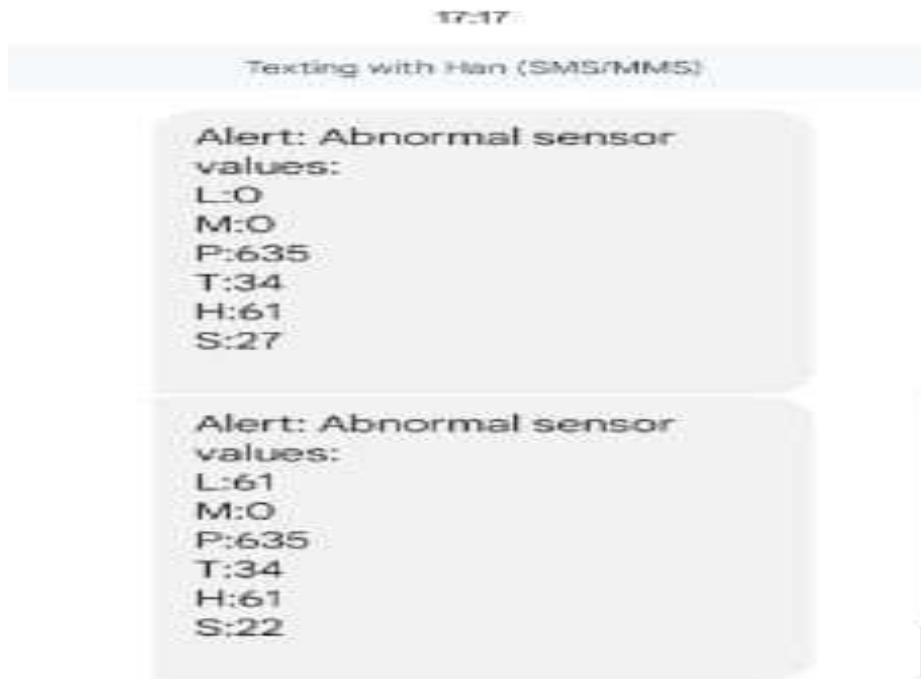 17:17
Texting with Han (SMS/MMS)
Alert: Abnormal sensor
values:
L:0
M:0
P:635
T:34
H:61
S:27
Alert: Abnormal sensor
values:
L:61
M:0
P:635
T:34
H:61
S:22